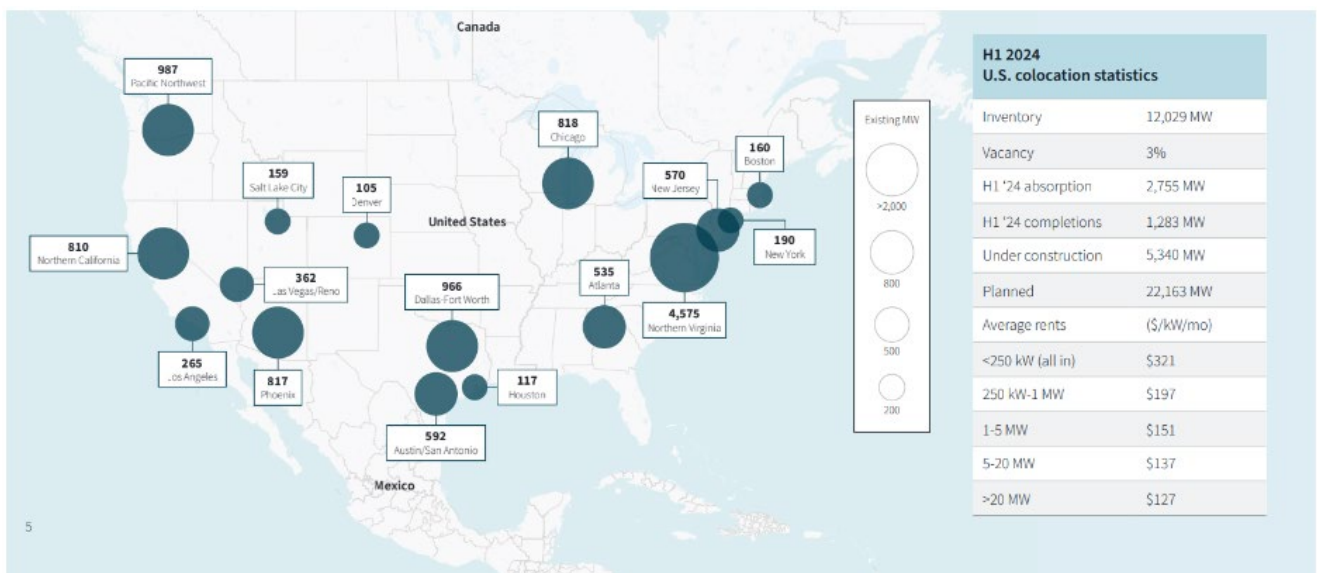 Canada
987
Pacific Northwest
818
Chicago
160
Boston
159
Salt Lake City
105
Denver
570
New Jersey
United States
190
New York
810
Northern California
362
Las Vegas/Reno
966
Dallas-Fort Worth
535
Atlanta
4,575
Northern Virginia
265
Los Angeles
817
Phoenix
117
Houston
592
Austin/San Antonio
Mexico
5
Existing MW
>2,000
800
500
200
H1 2024
U.S. colocation statistics
Inventory 12,029 MW
Vacancy 3%
H1 '24 absorption 2,755 MW
H1 '24 completions 1,283 MW
Under construction 5,340 MW
Planned 22,163 MW
Average rents ($/kW/mo)
<250 kW (all in) $321
250 kW-1 MW $197
1-5 MW $151
5-20 MW $137
>20 MW $127